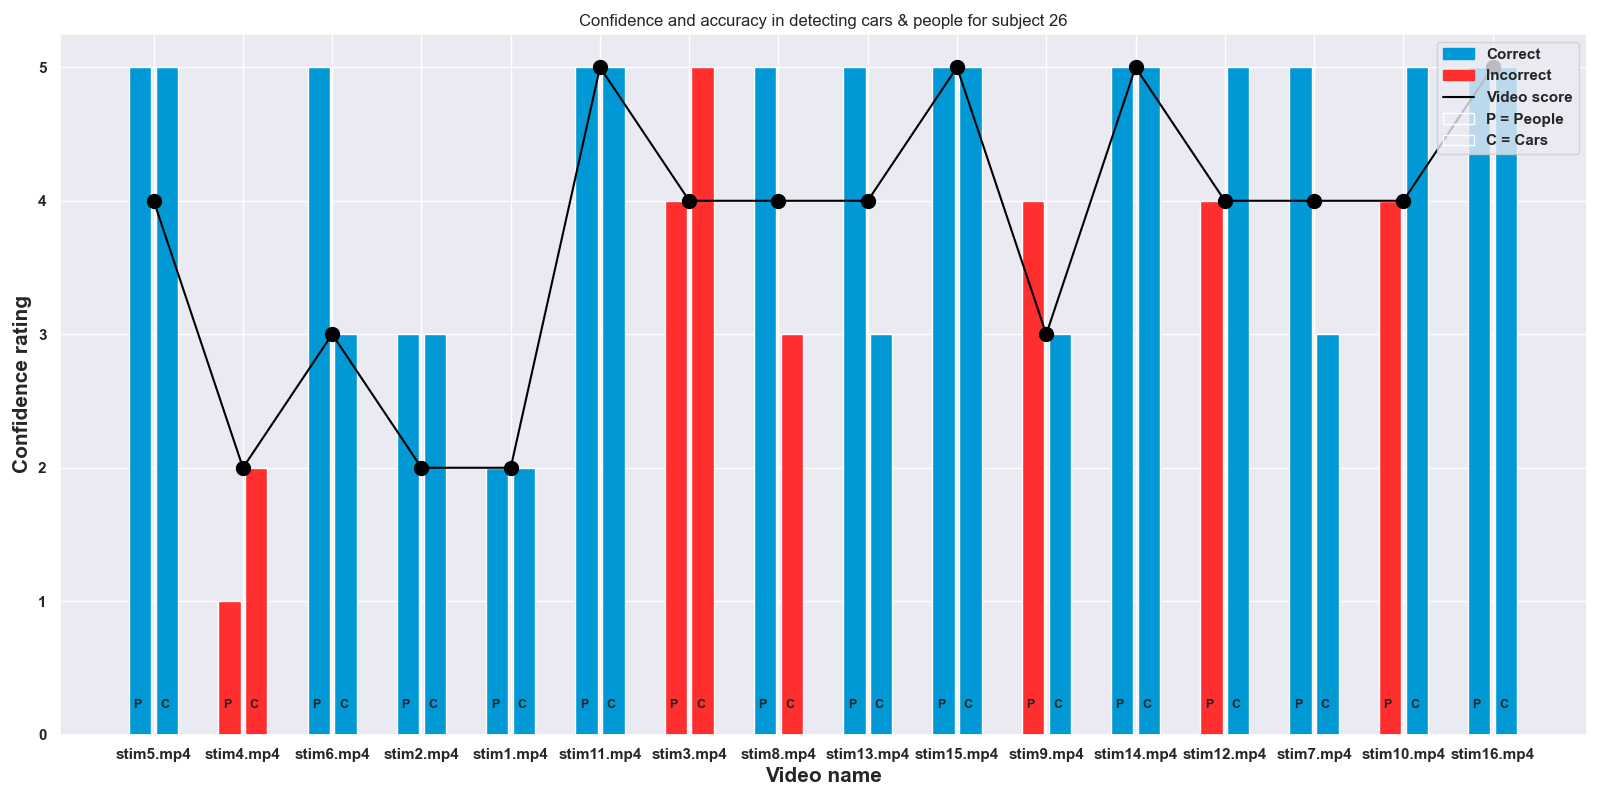 Confidence and accuracy in detecting cars & people for subject 26
Correct
Incorrect
Video score
P = People
C = Cars
5
4
3
2
1
0
Confidence rating
P C P C P C P C P C P C P C P C P C P C P C P C P C P C P C P C
stim5.mp4 stim4.mp4 stim6.mp4 stim2.mp4 stim1.mp4 stim11.mp4 stim3.mp4 stim8.mp4 stim13.mp4 stim15.mp4 stim9.mp4 stim14.mp4 stim12.mp4 stim7.mp4 stim10.mp4 stim16.mp4
Video name